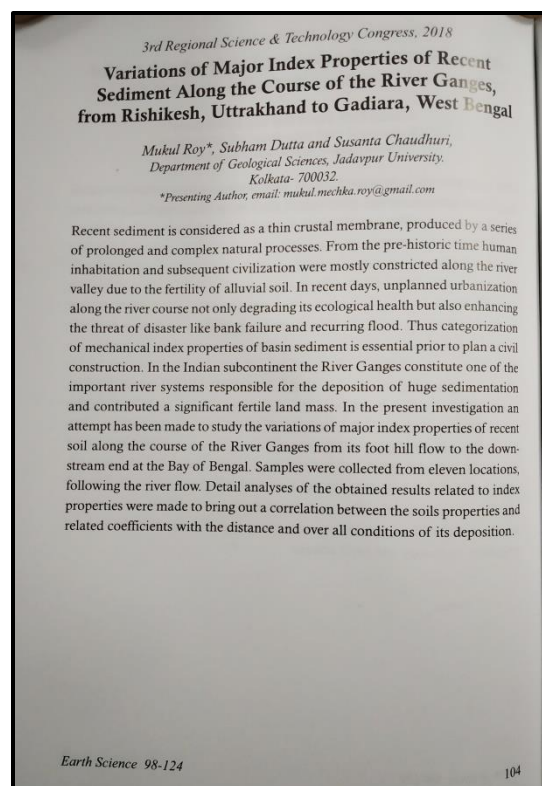 3rd Regional Science & Technology Congress, 2018
Variations of Major Index Properties of Recent
Sediment Along the Course of the River Ganges,
from Rishikesh, Uttrakhand to Gadiara, West Bengal
Mukul Roy*, Subham Dutta and Susanta Chaudhuri,
Department of Geological Sciences, Jadavpur University.
Kolkata- 700032.
*Presenting Author, email: mukul.mechka.roy@gmail.com
Recent sediment is considered as a thin crustal membrane, produced by a series
of prolonged and complex natural processes. From the pre-historic time human
inhabitation and subsequent civilization were mostly constricted along the river
valley due to the fertility of alluvial soil. In recent days, unplanned urbanization
along the river course not only degrading its ecological health but also enhancing
the threat of disaster like bank failure and recurring flood. Thus categorization
of mechanical index properties of basin sediment is essential prior to plan a civil
construction. In the Indian subcontinent the River Ganges constitute one of the
important river systems responsible for the deposition of huge sedimentation
and contributed a significant fertile land mass. In the present investigation an
attempt has been made to study the variations of major index properties of recent
soil along the course of the River Ganges from its foot hill flow to the down-
stream end at the Bay of Bengal. Samples were collected from eleven locations,
following the river flow. Detail analyses of the obtained results related to index
properties were made to bring out a correlation between the soils properties and
related coefficients with the distance and over all conditions of its deposition.
Earth Science 98-124
104